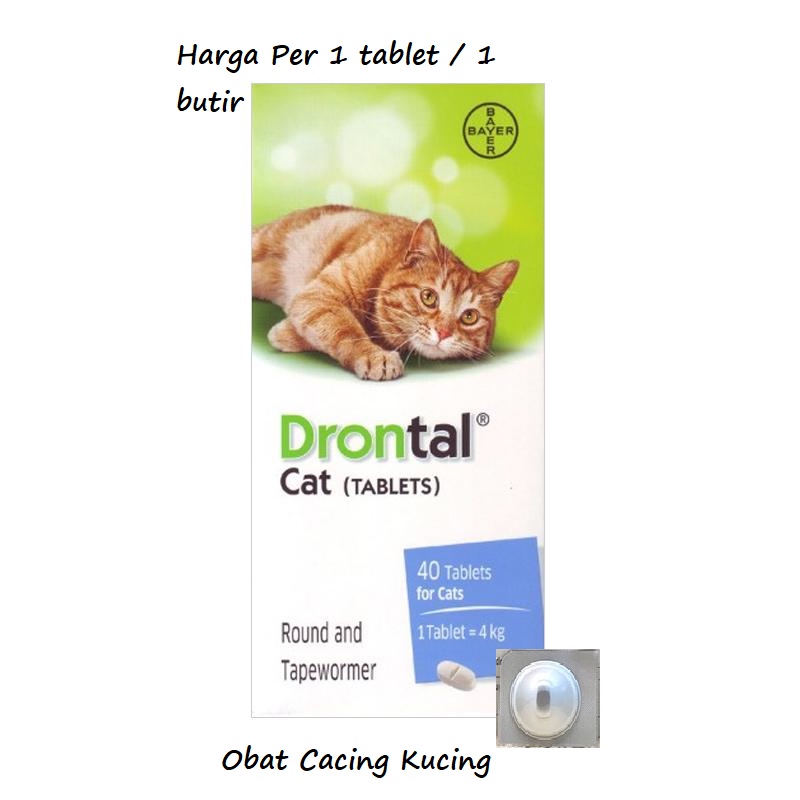 Harga Per 1 tablet / 1
butir
BAYER
BAYER
Drontal®
Cat (TABLETS)
40 Tablets
for Cats
1 Tablet = 4 kg
Round and
Tapewormer
Obat Cacing Kucing